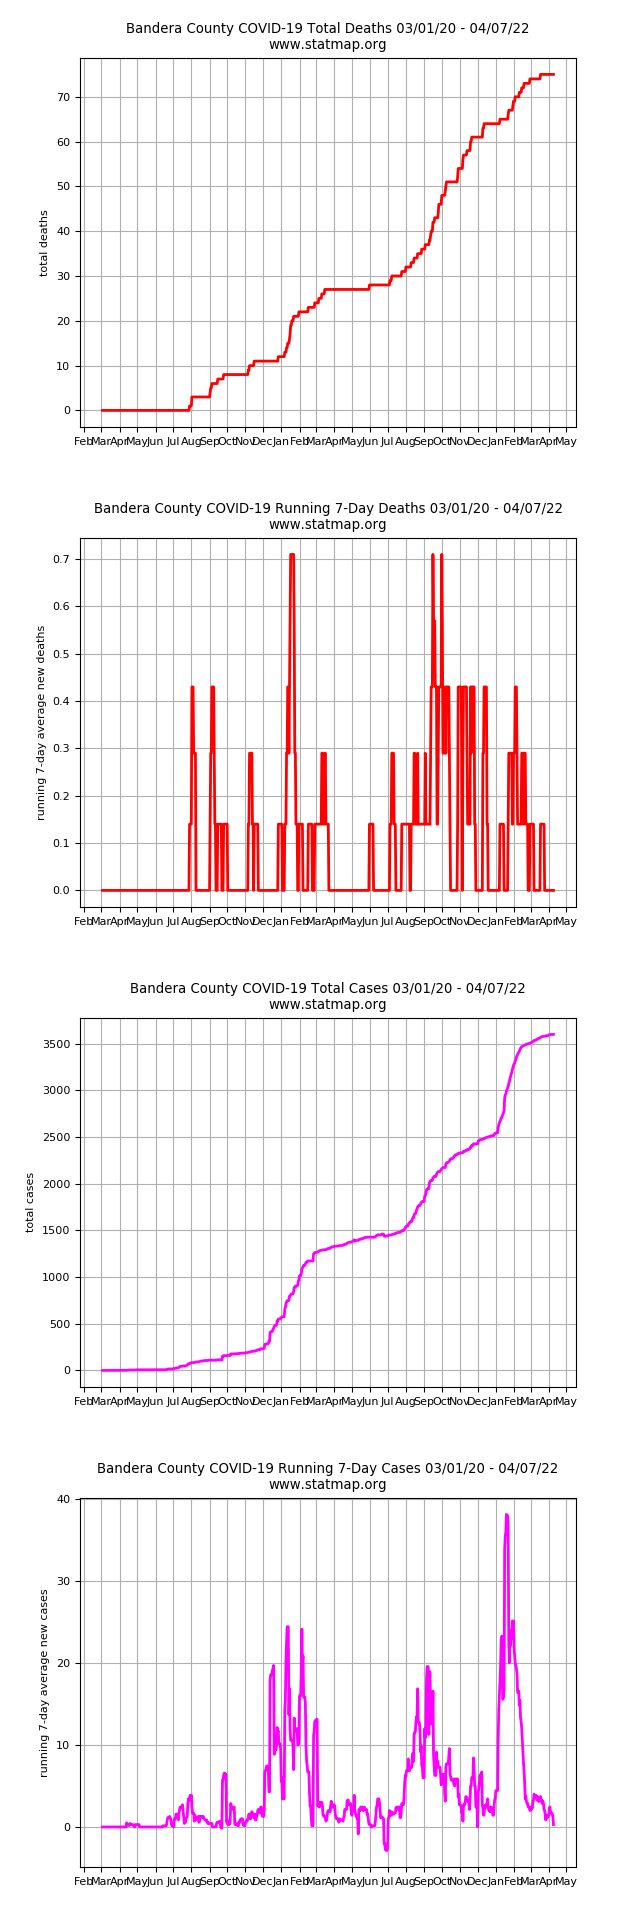 Bandera County COVID-19 Total Deaths 03/01/20 - 04/07/22
www.statmap.org
70
60
50
40
30
20
10
0
total deaths
Feb Mar Apr May Jun Jul Aug Sep Oct Nov Dec Jan Feb Mar Apr May Jun Jul Aug Sep Oct Nov Dec Jan Feb Mar Apr May
Bandera County COVID-19 Running 7-Day Deaths 03/01/20 - 04/07/22
www.statmap.org
0.7
0.6
0.5
0.4
0.3
0.2
0.1
0.0
running 7-day average new deaths
Feb Mar Apr May Jun Jul Aug Sep Oct Nov Dec Jan Feb Mar Apr May Jun Jul Aug Sep Oct Nov Dec Jan Feb Mar Apr May
Bandera County COVID-19 Total Cases 03/01/20 - 04/07/22
www.statmap.org
3500
3000
2500
2000
1500
1000
500
0
total cases
Feb Mar Apr May Jun Jul Aug Sep Oct Nov Dec Jan Feb Mar Apr May Jun Jul Aug Sep Oct Nov Dec Jan Feb Mar Apr May
Bandera County COVID-19 Running 7-Day Cases 03/01/20 - 04/07/22
www.statmap.org
40
30
20
10
0
running 7-day average new cases
Feb Mar Apr May Jun Jul Aug Sep Oct Nov Dec Jan Feb Mar Apr May Jun Jul Aug Sep Oct Nov Dec Jan Feb Mar Apr May